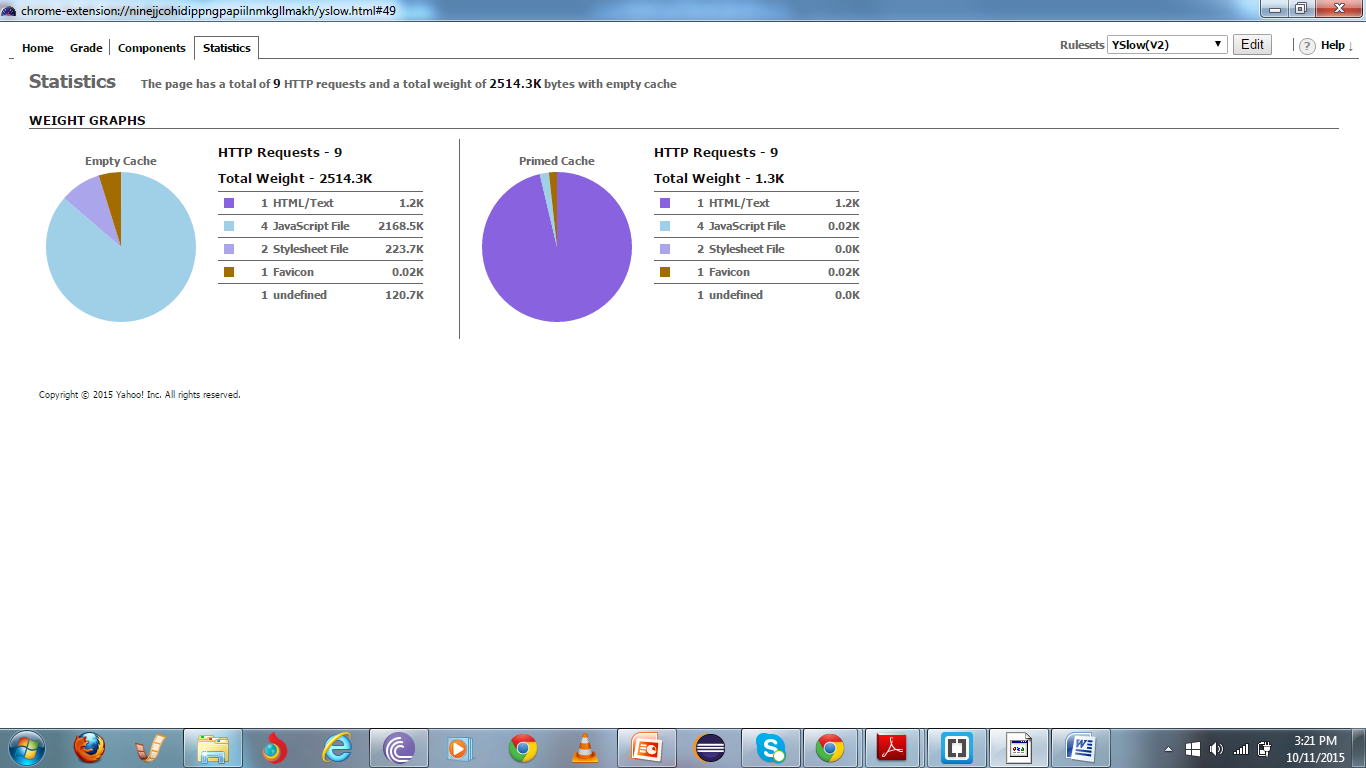 chrome-extension://ninejjcohidippngpapiilnmkgllmakh/yslow.html#49
Home Grade Components Statistics Rulesets YSlow(V2) Edit ? Help ↓
Statistics The page has a total of 9 HTTP requests and a total weight of 2514.3K bytes with empty cache
WEIGHT GRAPHS
Empty Cache
HTTP Requests - 9
Total Weight - 2514.3K
1 HTML/Text 1.2K
4 JavaScript File 2168.5K
2 Stylesheet File 223.7K
1 Favicon 0.02K
1 undefined 120.7K
Primed Cache
HTTP Requests - 9
Total Weight - 1.3K
1 HTML/Text 1.2K
4 JavaScript File 0.02K
2 Stylesheet File 0.0K
1 Favicon 0.02K
1 undefined 0.0K
Copyright © 2015 Yahoo! Inc. All rights reserved.
3:21 PM
10/11/2015